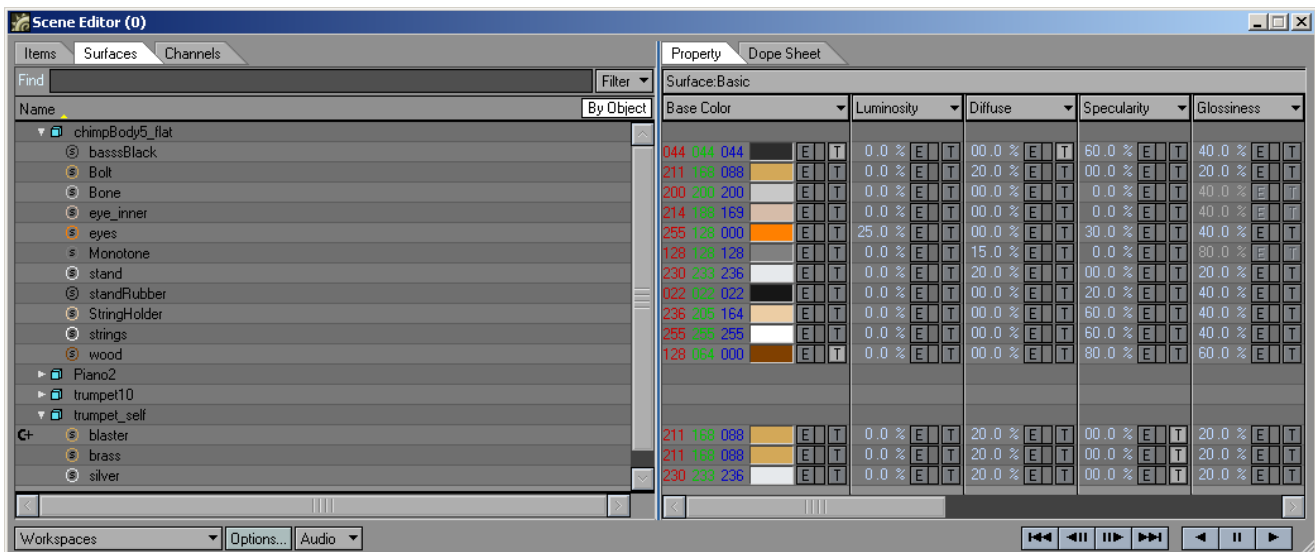 Scene Editor (0)
Items Surfaces Channels Property Dope Sheet
Find Filter Surface:Basic
Name By Object Base Color Luminosity Diffuse Specularity Glossiness
chimpBody5_flat
basssBlack 044 044 044 E T 0.0 % E T 00.0 % E T 60.0 % E T 40.0 % E T
Bolt 211 088 E T 0.0 % E T 20.0 % E T 00.0 % E T 20.0 % E T
Bone 200 200 200 E T 0.0 % E T 00.0 % E T 0.0 % E T 40.0 % E T
eye_inner 214 169 E T 0.0 % E T 00.0 % E T 0.0 % E T 40.0 % E T
eyes 255 128 000 E T 25.0 % E T 00.0 % E T 30.0 % E T 40.0 % E T
Monotone 128 128 128 E T 0.0 % E T 15.0 % E T 0.0 % E T 80.0 % E T
stand 230 236 E T 0.0 % E T 20.0 % E T 00.0 % E T 20.0 % E T
standRubber 022 022 022 E T 0.0 % E T 00.0 % E T 20.0 % E T 40.0 % E T
StringHolder 236 205 164 E T 0.0 % E T 00.0 % E T 60.0 % E T 40.0 % E T
strings 255 255 255 E T 0.0 % E T 00.0 % E T 60.0 % E T 40.0 % E T
wood 128 064 000 E T 0.0 % E T 00.0 % E T 80.0 % E T 60.0 % E T
Piano2
trumpet10
trumpet_self
C+ blaster 211 088 E T 0.0 % E T 20.0 % E T 00.0 % E T 20.0 % E T
brass 211 088 E T 0.0 % E T 20.0 % E T 00.0 % E T 20.0 % E T
silver 230 236 E T 0.0 % E T 20.0 % E T 00.0 % E T 20.0 % E T
Workspaces Options... Audio